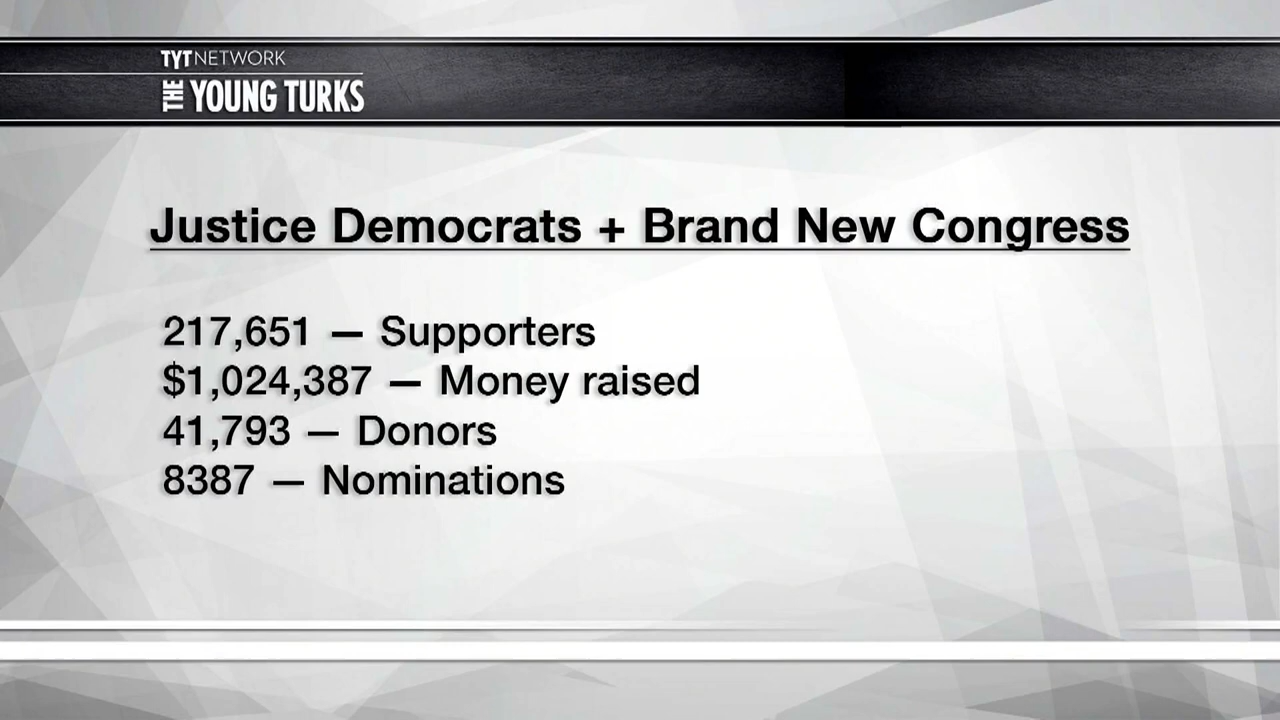 TYT NETWORK
THE YOUNG TURKS
Justice Democrats + Brand New Congress
217,651 — Supporters
$1,024,387 — Money raised
41,793 — Donors
8387 — Nominations